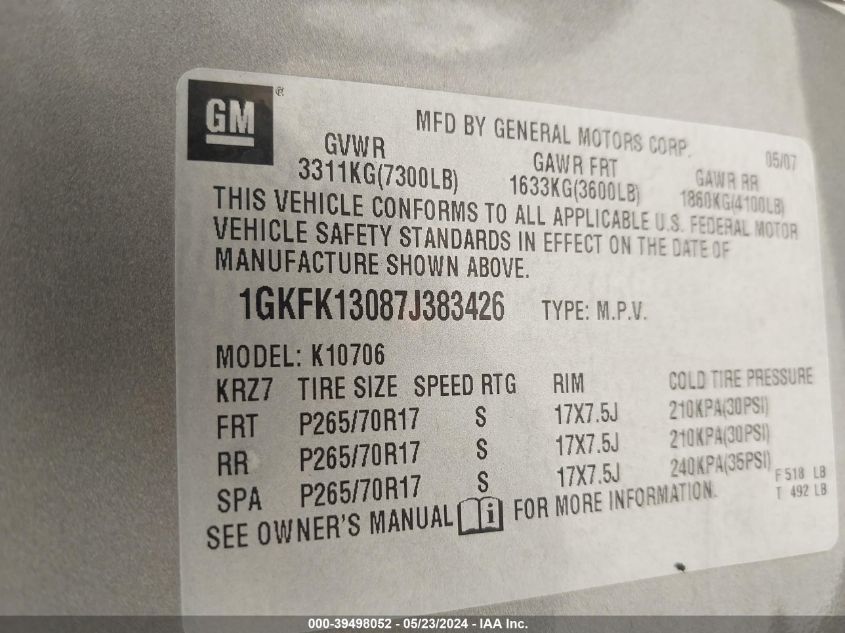 GM ®
MFD BY GENERAL MOTORS CORP. 05/07
GVWR GAWR FRT GAWR RR
3311KG(7300LB) 1633KG(3600LB) 1860KG(4100LB)
THIS VEHICLE CONFORMS TO ALL APPLICABLE U.S. FEDERAL MOTOR
VEHICLE SAFETY STANDARDS IN EFFECT ON THE DATE OF
MANUFACTURE SHOWN ABOVE.
1GKFK13087J383426 TYPE: M.P.V.
MODEL: K10706
KRZ7 TIRE SIZE SPEED RTG RIM COLD TIRE PRESSURE
FRT P265/70R17 S 17X7.5J 210KPA(30PSI)
RR P265/70R17 S 17X7.5J 210KPA(30PSI)
SPA P265/70R17 S 17X7.5J 240KPA(35PSI)
F 518 LB
T 492 LB
SEE OWNER'S MANUAL i FOR MORE INFORMATION.
000-39498052 - 05/23/2024 - IAA Inc.